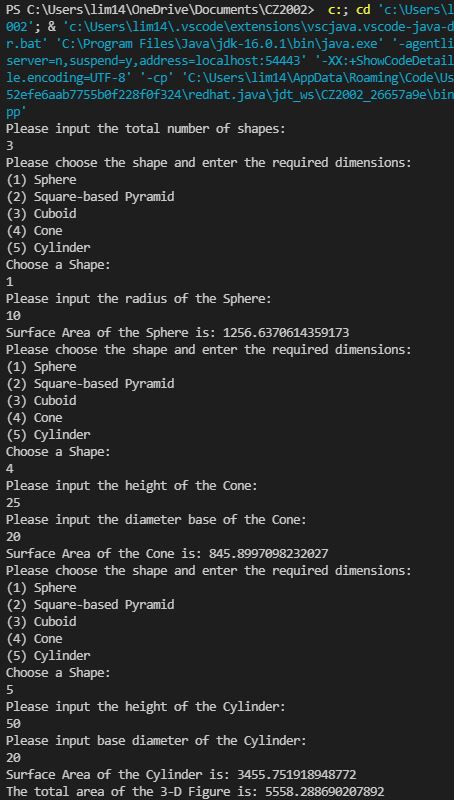 PS C:\Users\lim14\OneDrive\Documents\CZ2002>  c:; cd 'c:\Users\l
002'; & 'c:\Users\lim14\.vscode\extensions\vscjava.vscode-java-d
r.bat' 'C:\Program Files\Java\jdk-16.0.1\bin\java.exe' '-agentli
server=n,suspend=y,address=localhost:54443' '-XX:+ShowCodeDetail
le.encoding=UTF-8' '-cp' 'C:\Users\lim14\AppData\Roaming\Code\Us
52efe6aab7755b0f228f0f324\redhat.java\jdt_ws\CZ2002_26657a9e\bin
pp'
Please input the total number of shapes:
3
Please choose the shape and enter the required dimensions:
(1) Sphere
(2) Square-based Pyramid
(3) Cuboid
(4) Cone
(5) Cylinder
Choose a Shape:
1
Please input the radius of the Sphere:
10
Surface Area of the Sphere is: 1256.6370614359173
Please choose the shape and enter the required dimensions:
(1) Sphere
(2) Square-based Pyramid
(3) Cuboid
(4) Cone
(5) Cylinder
Choose a Shape:
4
Please input the height of the Cone:
25
Please input the diameter base of the Cone:
20
Surface Area of the Cone is: 845.8997098232027
Please choose the shape and enter the required dimensions:
(1) Sphere
(2) Square-based Pyramid
(3) Cuboid
(4) Cone
(5) Cylinder
Choose a Shape:
5
Please input the height of the Cylinder:
50
Please input base diameter of the Cylinder:
20
Surface Area of the Cylinder is: 3455.751918948772
The total area of the 3-D Figure is: 5558.288690207892